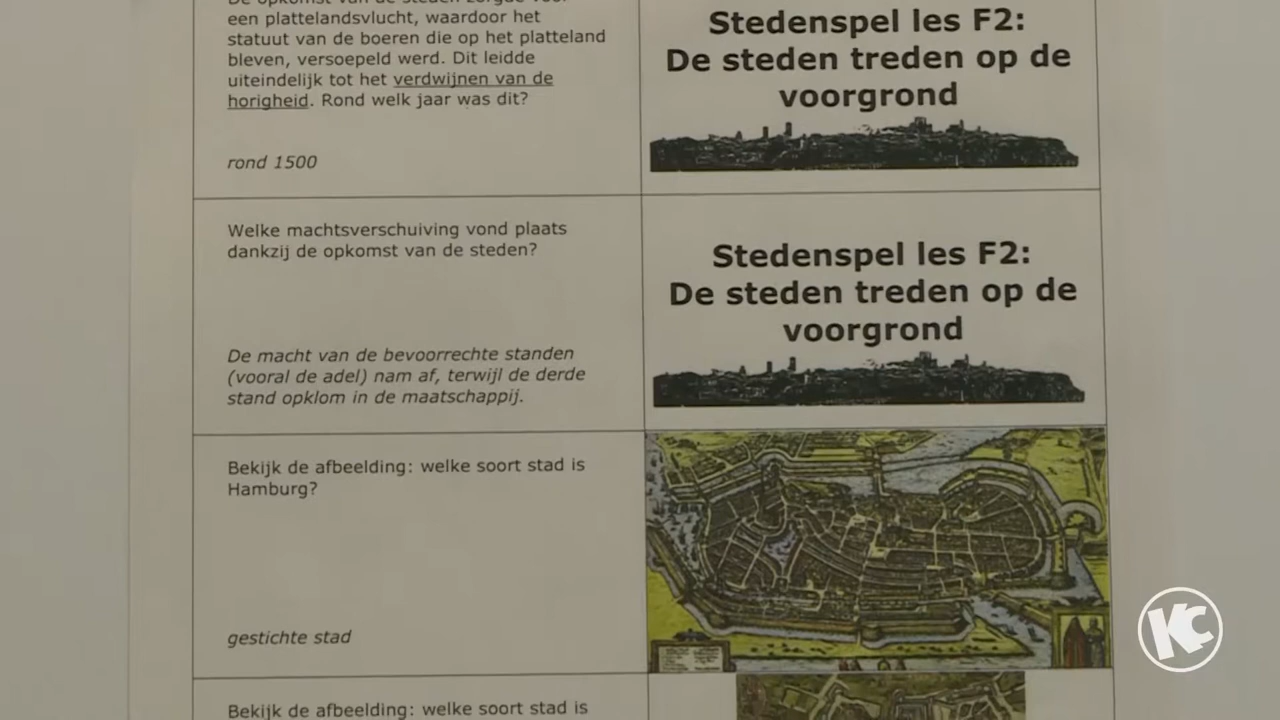 een plattelandsvlucht, waardoor het
statuut van de boeren die op het platteland
bleven, versoepeld werd. Dit leidde
uiteindelijk tot het verdwijnen van de
horigheid. Rond welk jaar was dit?
rond 1500
Stedenspel les F2:
De steden treden op de
voorgrond
Welke machtsverschuiving vond plaats
dankzij de opkomst van de steden?
De macht van de bevoorrechte standen
(vooral de adel) nam af, terwijl de derde
stand opklom in de maatschappij.
Stedenspel les F2:
De steden treden op de
voorgrond
Bekijk de afbeelding: welke soort stad is
Hamburg?
gestichte stad
Bekijk de afbeelding: welke soort stad is
KC